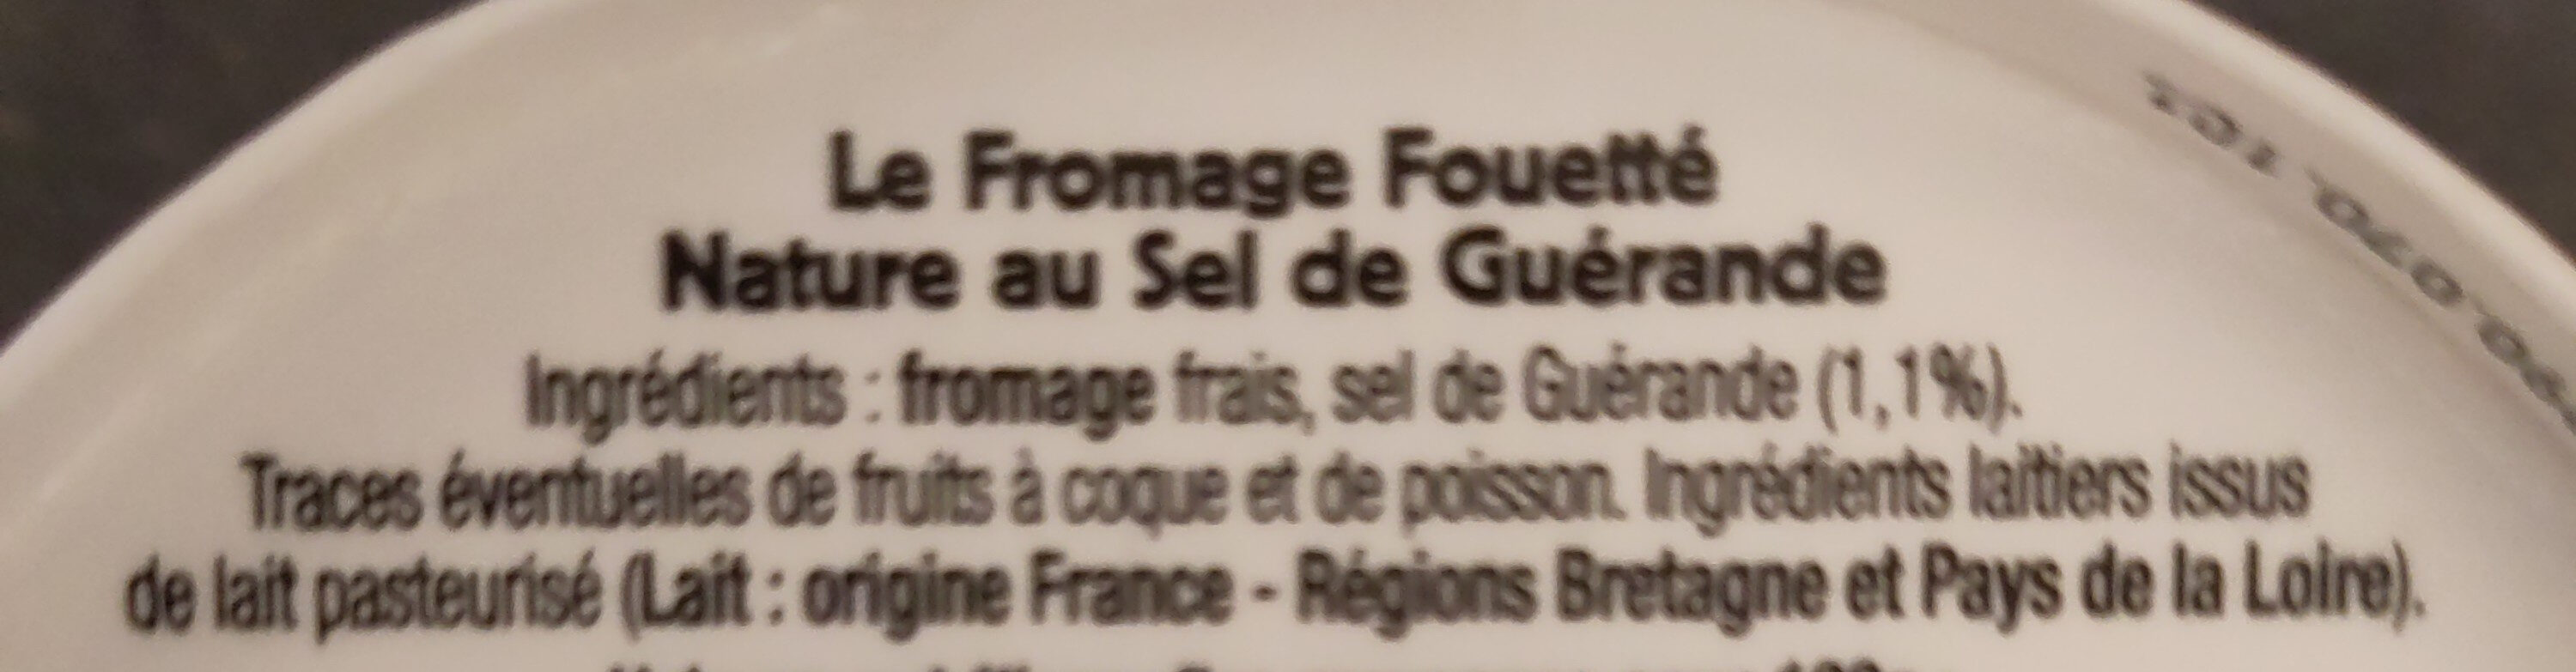 Le Fromage Fouetté
Nature au Sel de Guérande
Ingrédients : fromage frais, sel de Guérande (1,1%).
Traces éventuelles de fruits à coque et de poisson. Ingrédients laitiers issus
de lait pasteurisé (Lait : origine France - Régions Bretagne et Pays de la Loire).